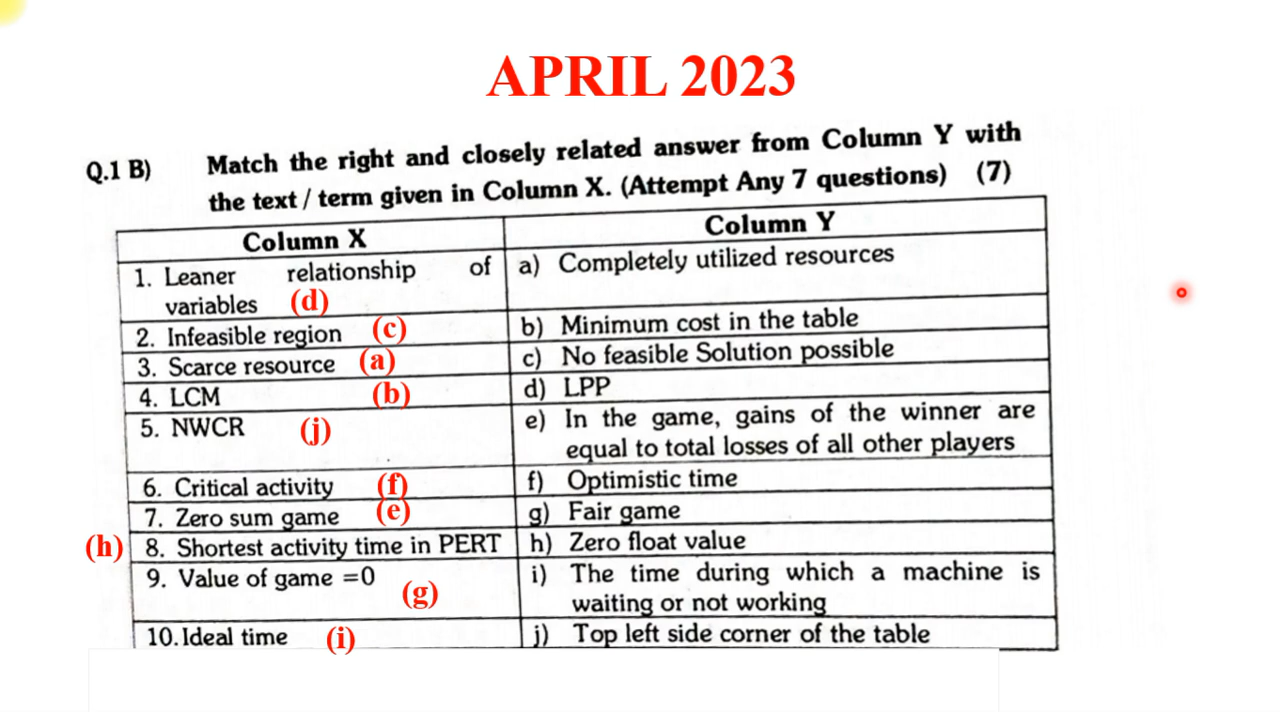 APRIL 2023
Q.1 B) Match the right and closely related answer from Column Y with
the text / term given in Column X. (Attempt Any 7 questions) (7)
Column X Column Y
1. Leaner relationship of a) Completely utilized resources
variables (d)
2. Infeasible region (c) b) Minimum cost in the table
3. Scarce resource (a) c) No feasible Solution possible
4. LCM (b) d) LPP
5. NWCR (j) e) In the game, gains of the winner are
equal to total losses of all other players
6. Critical activity (f) f) Optimistic time
7. Zero sum game (e) g) Fair game
(h) 8. Shortest activity time in PERT h) Zero float value
9. Value of game =0 (g) i) The time during which a machine is
waiting or not working
10. Ideal time (i) j) Top left side corner of the table